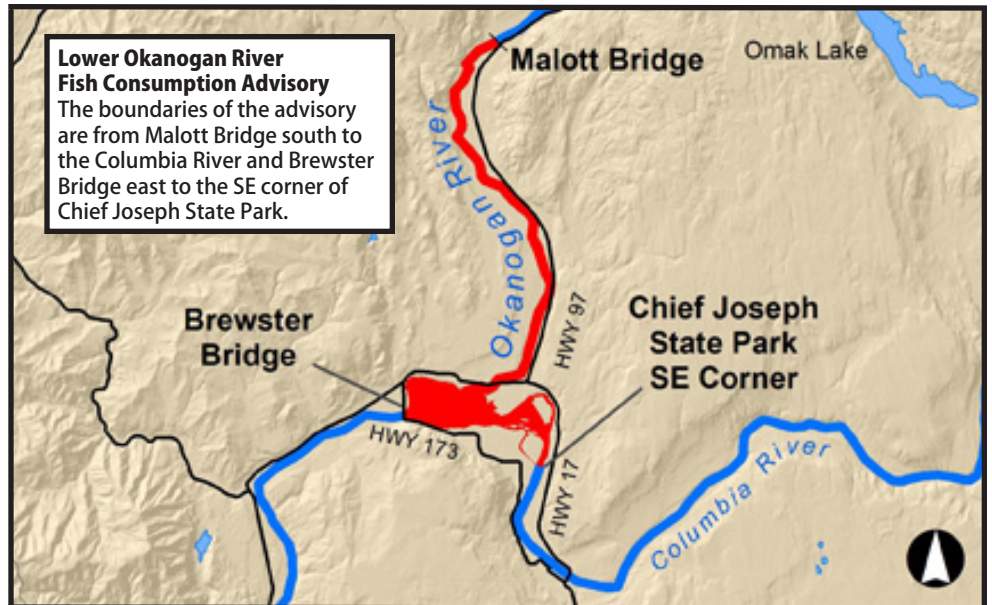 Lower Okanogan River
Fish Consumption Advisory
The boundaries of the advisory
are from Malott Bridge south to
the Columbia River and Brewster
Bridge east to the SE corner of
Chief Joseph State Park.
Malott Bridge
Omak Lake
Okanogan River
HWY 97
Brewster
Bridge
Chief Joseph
State Park
SE Corner
HWY 173
HWY 17
Columbia River